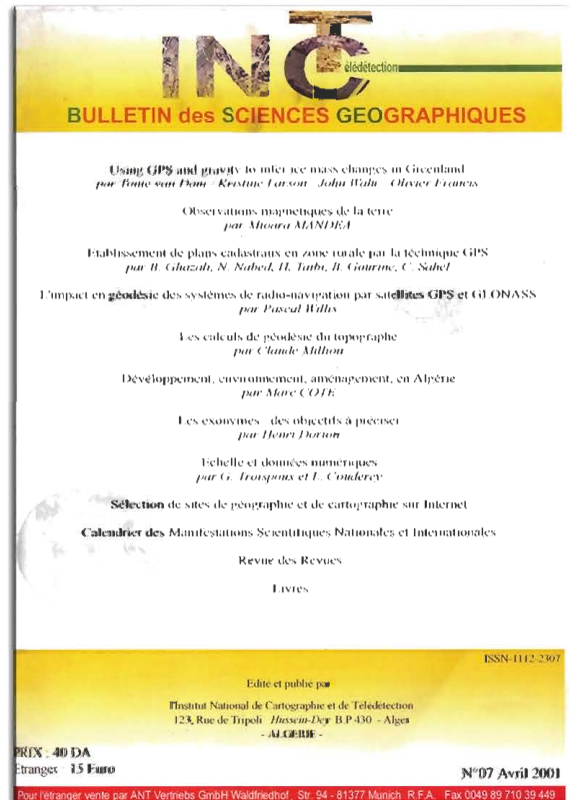 INCT
élédétection
BULLETIN des SCIENCES GEOGRAPHIQUES
Using GPS and gravity to infer ice mass changes in Greenland
par Tonie van Dam - Kristine Larson - John Wahr - Olivier Francis
Observations magnétiques de la terre
par Mioara MANDEA
Etablissement de plans cadastraux en zone rurale par la technique GPS
par B. Ghazali, N. Nabed, H. Taibi, B. Gourine, C. Sahel
L'impact en géodésie des systèmes de radio-navigation par satellites GPS et GLONASS
par Pascal Willis
Les calculs de géodésie du topographe
par Claude Million
Développement, environnement, aménagement, en Algérie
par Marc COTE
Les exonymes : des objectifs à préciser
par Henri Dorion
Echelle et données numériques
par G. Troispoux et L. Couderey
Sélection de sites de géographie et de cartographie sur Internet
Calendrier des Manifestations Scientifiques Nationales et Internationales
Revue des Revues
Livres
ISSN-1112-2307
Edité et publié par
l'Institut National de Cartographie et de Télédétection
123, Rue de Tripoli Hussein-Dey B.P 430 - Alger
- ALGERIE -
PRIX : 40 DA
Etranger : 15 Euro
N°07 Avril 2001
Pour l'étranger vente par ANT Vertriebs GmbH Waldfriedhof, Str. 94 - 81377 Munich R.F.A. Fax 0049 89 710 39 449